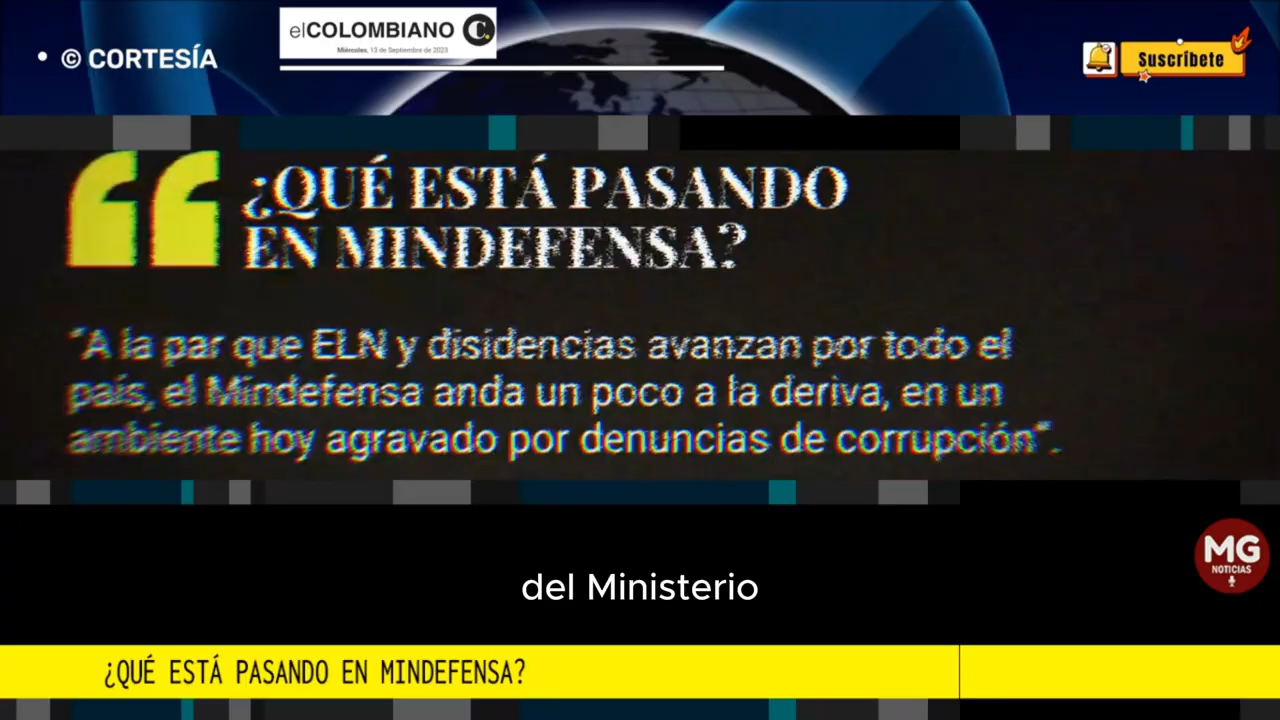 • © CORTESÍA
elCOLOMBIANO C.
Miércoles, 13 de Septiembre de 2023
Suscríbete
“ ¿QUÉ ESTÁ PASANDO
EN MINDEFENSA?
"A la par que ELN y disidencias avanzan por todo el
país, el Mindefensa anda un poco a la deriva, en un
ambiente hoy agravado por denuncias de corrupción".
MG
NOTICIAS
del Ministerio
¿QUÉ ESTÁ PASANDO EN MINDEFENSA?